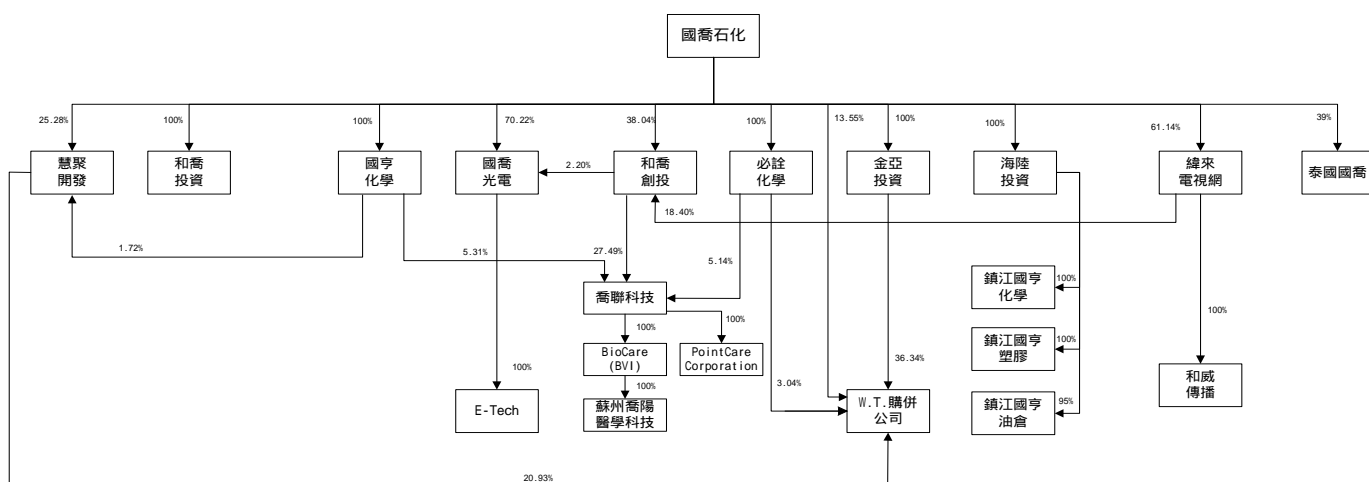 國喬石化
25.28%
100%
100%
70.22%
38.04%
100%
13.55%
100%
100%
61.14%
39%
慧聚
開發
和喬
投資
國亨
化學
國喬
光電
2.20%
和喬
創投
必詮
化學
金亞
投資
海陸
投資
緯來
電視網
泰國國喬
18.40%
1.72%
5.31%
27.49%
5.14%
喬聯科技
100%
100%
BioCare
(BVI)
PointCare
Corporation
100%
蘇州喬陽
醫學科技
100%
E-Tech
3.04%
36.34%
W.T.購併
公司
鎮江國亨
化學
100%
鎮江國亨
塑膠
100%
鎮江國亨
油倉
95%
100%
和威
傳播
20.93%